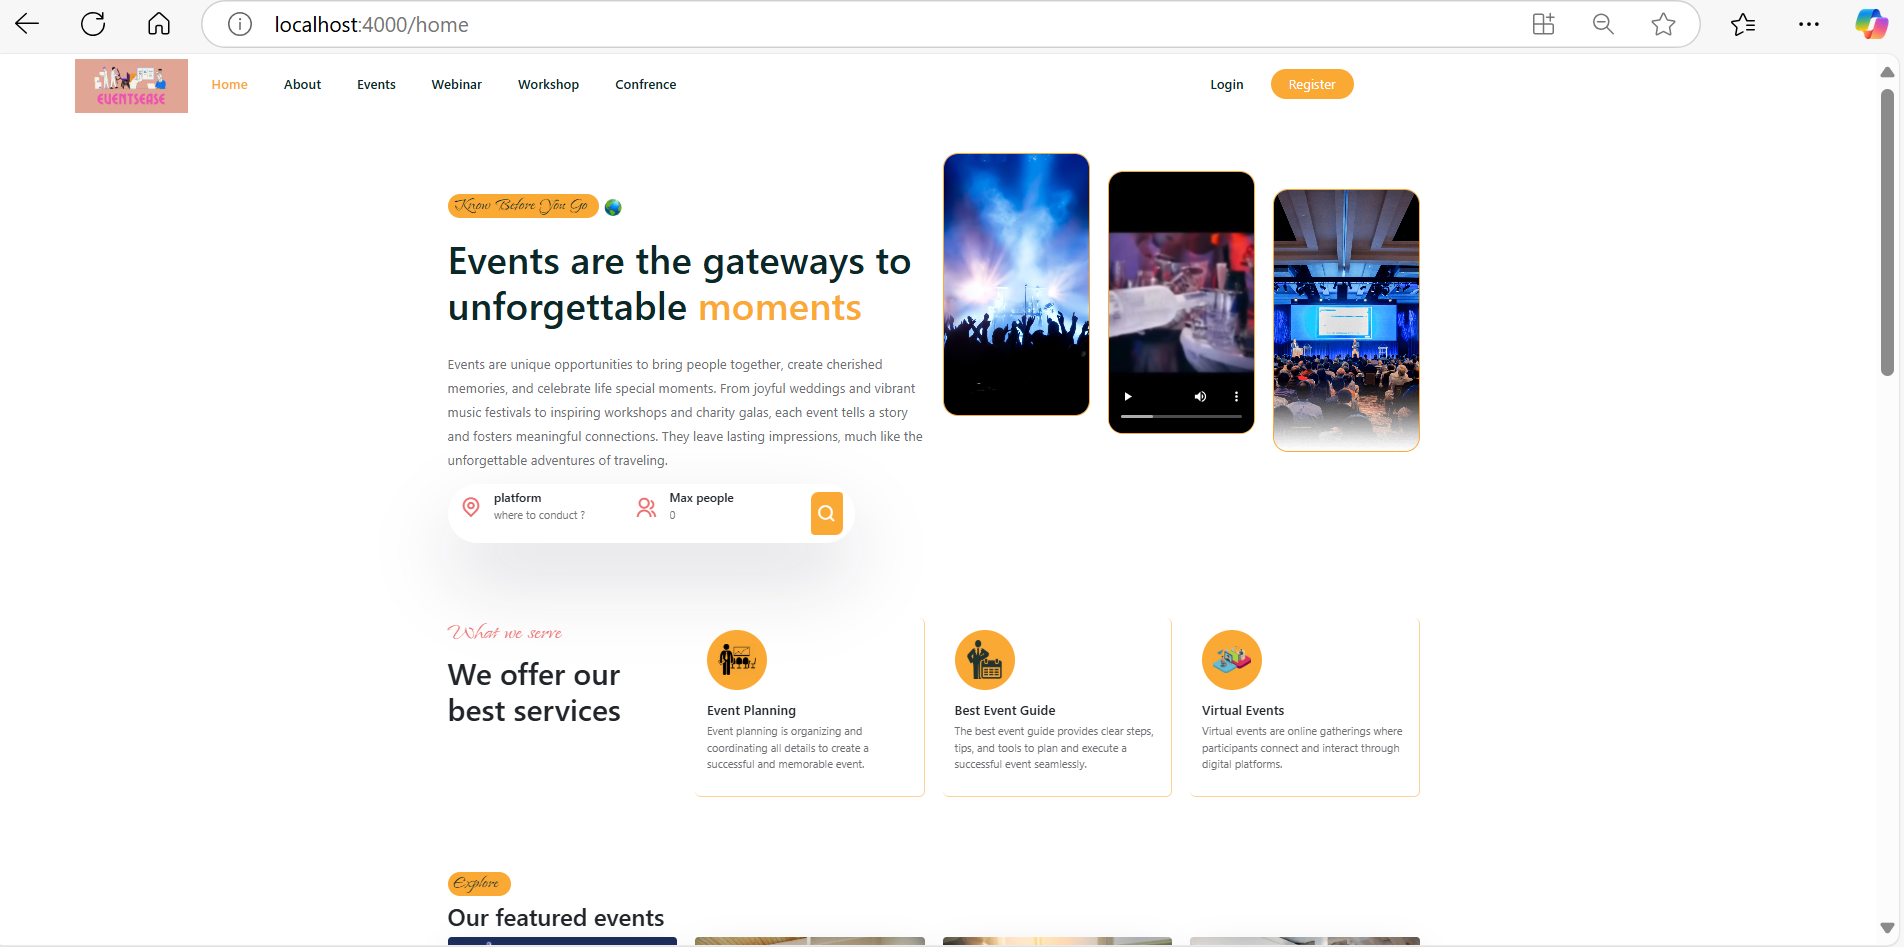 localhost:4000/home
EVENTSEASE
Home About Events Webinar Workshop Confrence Login Register
Know Before You Go
Events are the gateways to
unforgettable moments
Events are unique opportunities to bring people together, create cherished
memories, and celebrate life special moments. From joyful weddings and vibrant
music festivals to inspiring workshops and charity galas, each event tells a story
and fosters meaningful connections. They leave lasting impressions, much like the
unforgettable adventures of traveling.
platform
where to conduct ?
Max people
0
What we serve
We offer our
best services
Event Planning
Event planning is organizing and
coordinating all details to create a
successful and memorable event.
Best Event Guide
The best event guide provides clear steps,
tips, and tools to plan and execute a
successful event seamlessly.
Virtual Events
Virtual events are online gatherings where
participants connect and interact through
digital platforms.
Explore
Our featured events